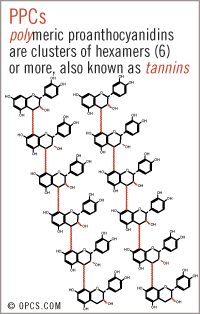 PPCs
polymeric proanthocyanidins
are clusters of hexamers (6)
or more, also known as tannins
© OPCS.COM